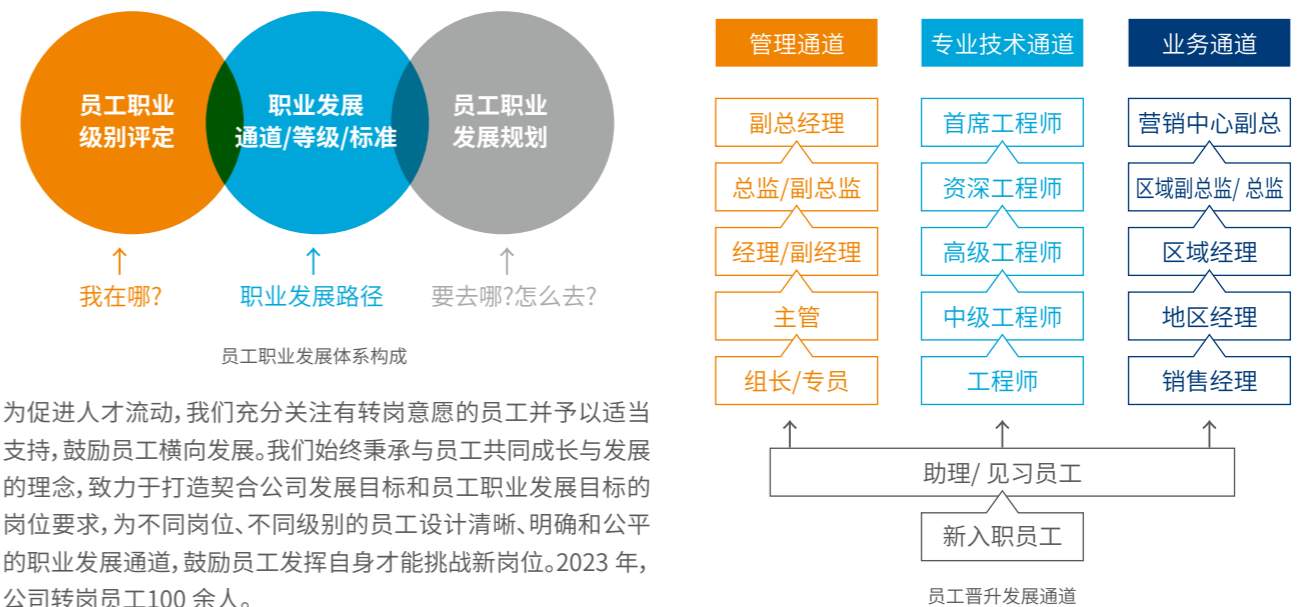 员工职业
级别评定
职业发展
通道/等级/标准
员工职业
发展规划
↑
我在哪?
↑
职业发展路径
↑
要去哪?怎么去?
员工职业发展体系构成
为促进人才流动,我们充分关注有转岗意愿的员工并予以适当
支持,鼓励员工横向发展。我们始终秉承与员工共同成长与发展
的理念,致力于打造契合公司发展目标和员工职业发展目标的
岗位要求,为不同岗位、不同级别的员工设计清晰、明确和公平
的职业发展通道,鼓励员工发挥自身才能挑战新岗位。2023 年,
公司转岗员工100 余人。
管理通道
副总经理
总监/副总监
经理/副经理
主管
组长/专员
专业技术通道
首席工程师
资深工程师
高级工程师
中级工程师
工程师
业务通道
营销中心副总
区域副总监/ 总监
区域经理
地区经理
销售经理
助理/ 见习员工
新入职员工
员工晋升发展通道